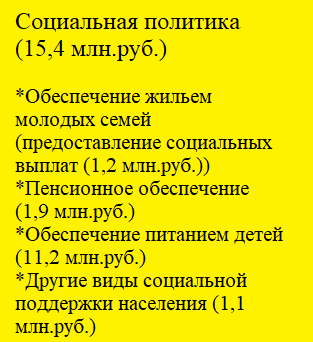 Социальная политика
(15,4 млн.руб.)
*Обеспечение жильем
молодых семей
(предоставление социальных
выплат (1,2 млн.руб.))
*Пенсионное обеспечение
(1,9 млн.руб.)
*Обеспечение питанием детей
(11,2 млн.руб.)
*Другие виды социальной
поддержки населения (1,1
млн.руб.)